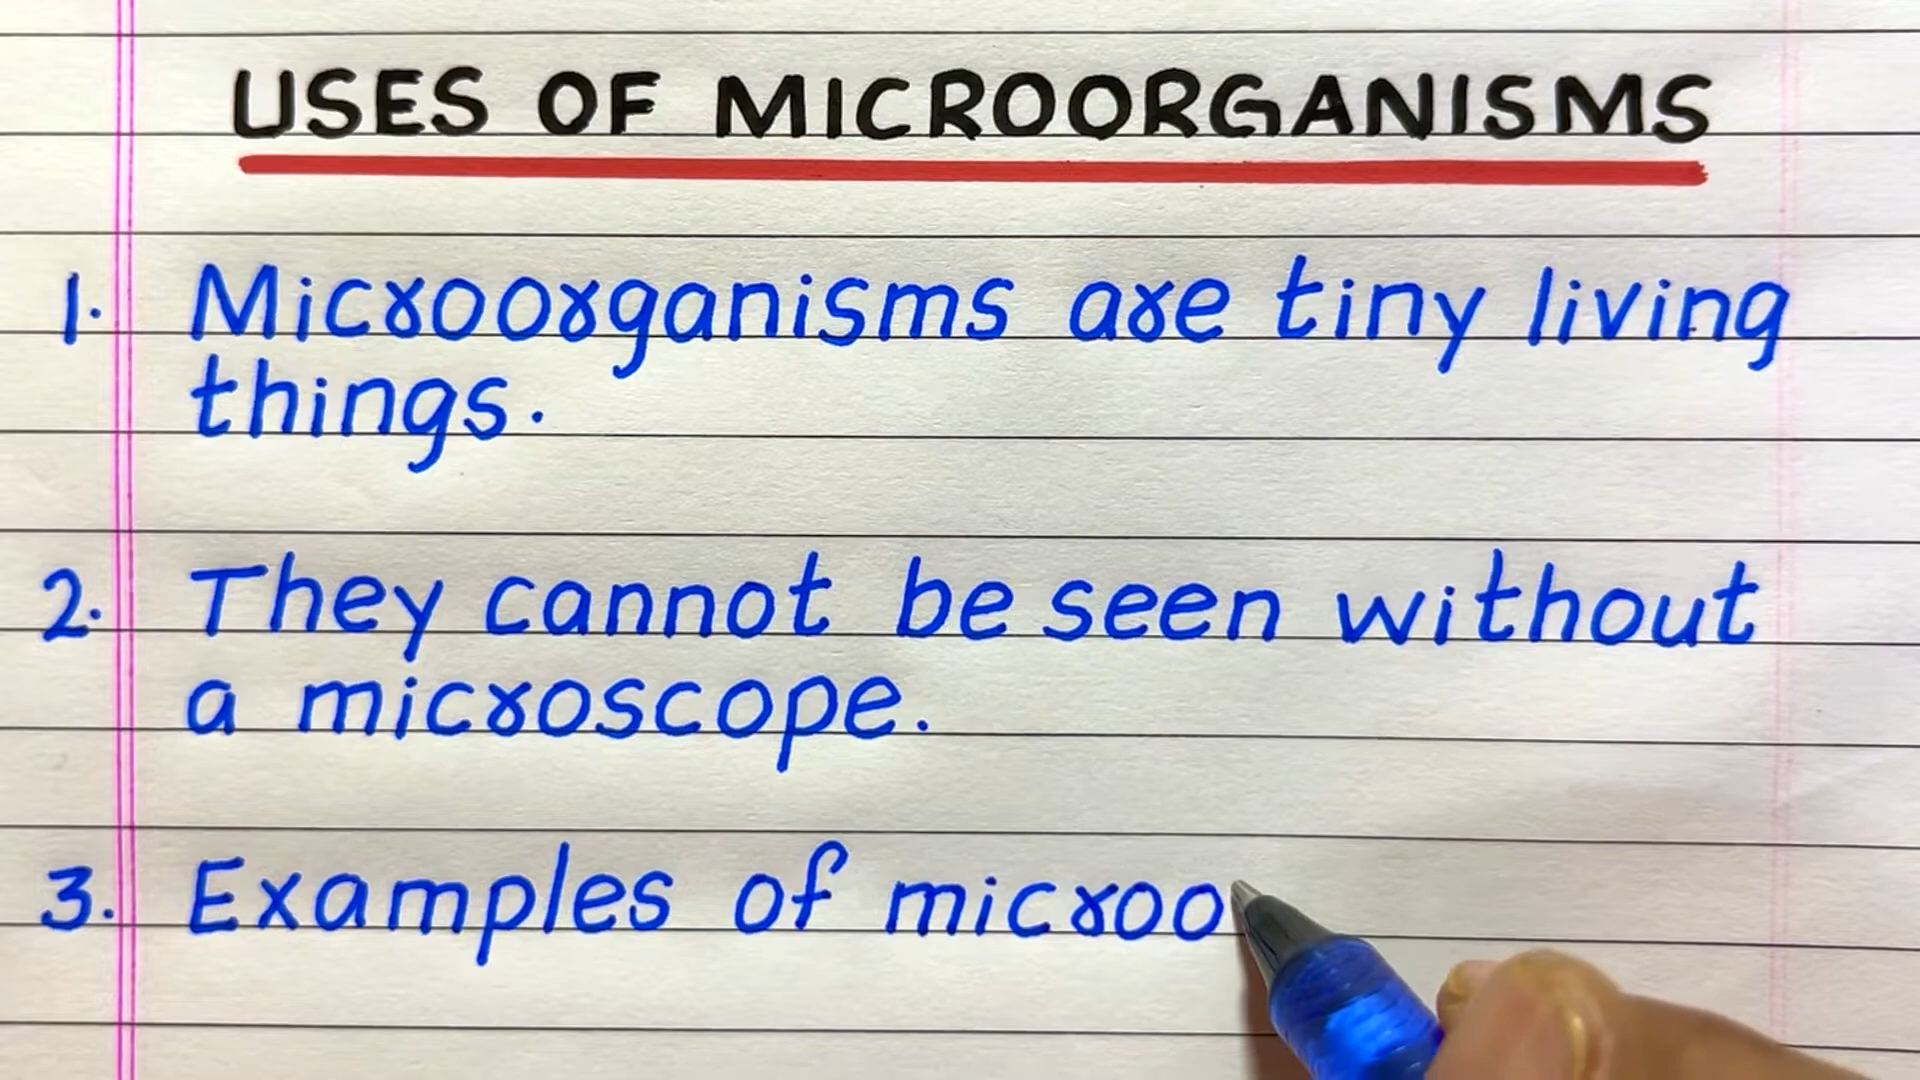 USES OF MICROORGANISMS
1. Microorganisms are tiny living
things.
2. They cannot be seen without
a microscope.
3. Examples of microo